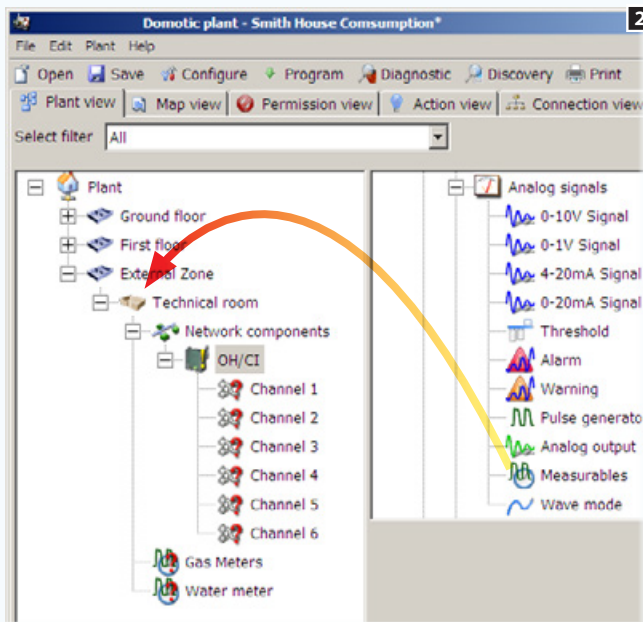 Domotic plant - Smith House Comsumption*
2
File Edit Plant Help
Open Save Configure Program Diagnostic Discovery Print
Plant view Map view Permission view Action view Connection view
Select filter All
Plant
Ground floor
First floor
External Zone
Technical room
Network components
OH/CI
Channel 1
Channel 2
Channel 3
Channel 4
Channel 5
Channel 6
Gas Meters
Water meter
Analog signals
0-10V Signal
0-1V Signal
4-20mA Signal
0-20mA Signal
Threshold
Alarm
Warning
Pulse generato
Analog output
Measurables
Wave mode